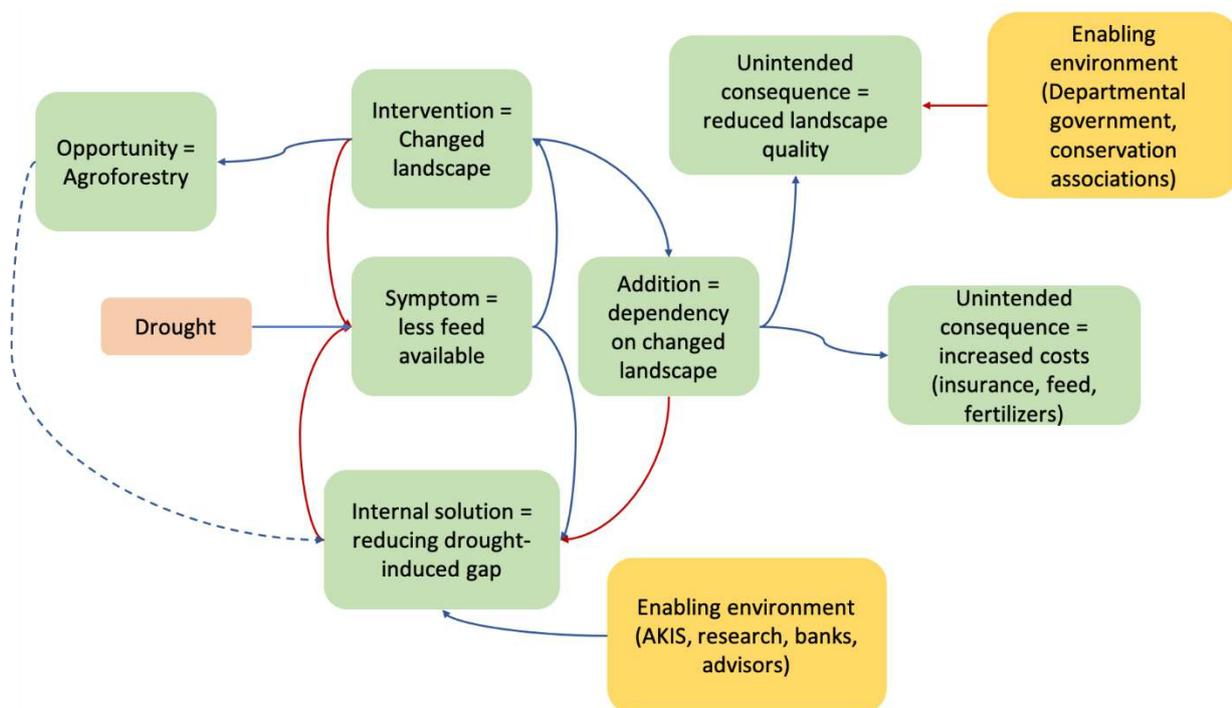 Opportunity =
Agroforestry
Intervention =
Changed
landscape
Unintended
consequence =
reduced landscape
quality
Enabling
environment
(Departmental
government,
conservation
associations)
Drought
Symptom =
less feed
available
Addition =
dependency
on changed
landscape
Unintended
consequence =
increased costs
(insurance, feed,
fertilizers)
Internal solution =
reducing drought-
induced gap
Enabling environment
(AKIS, research, banks,
advisors)